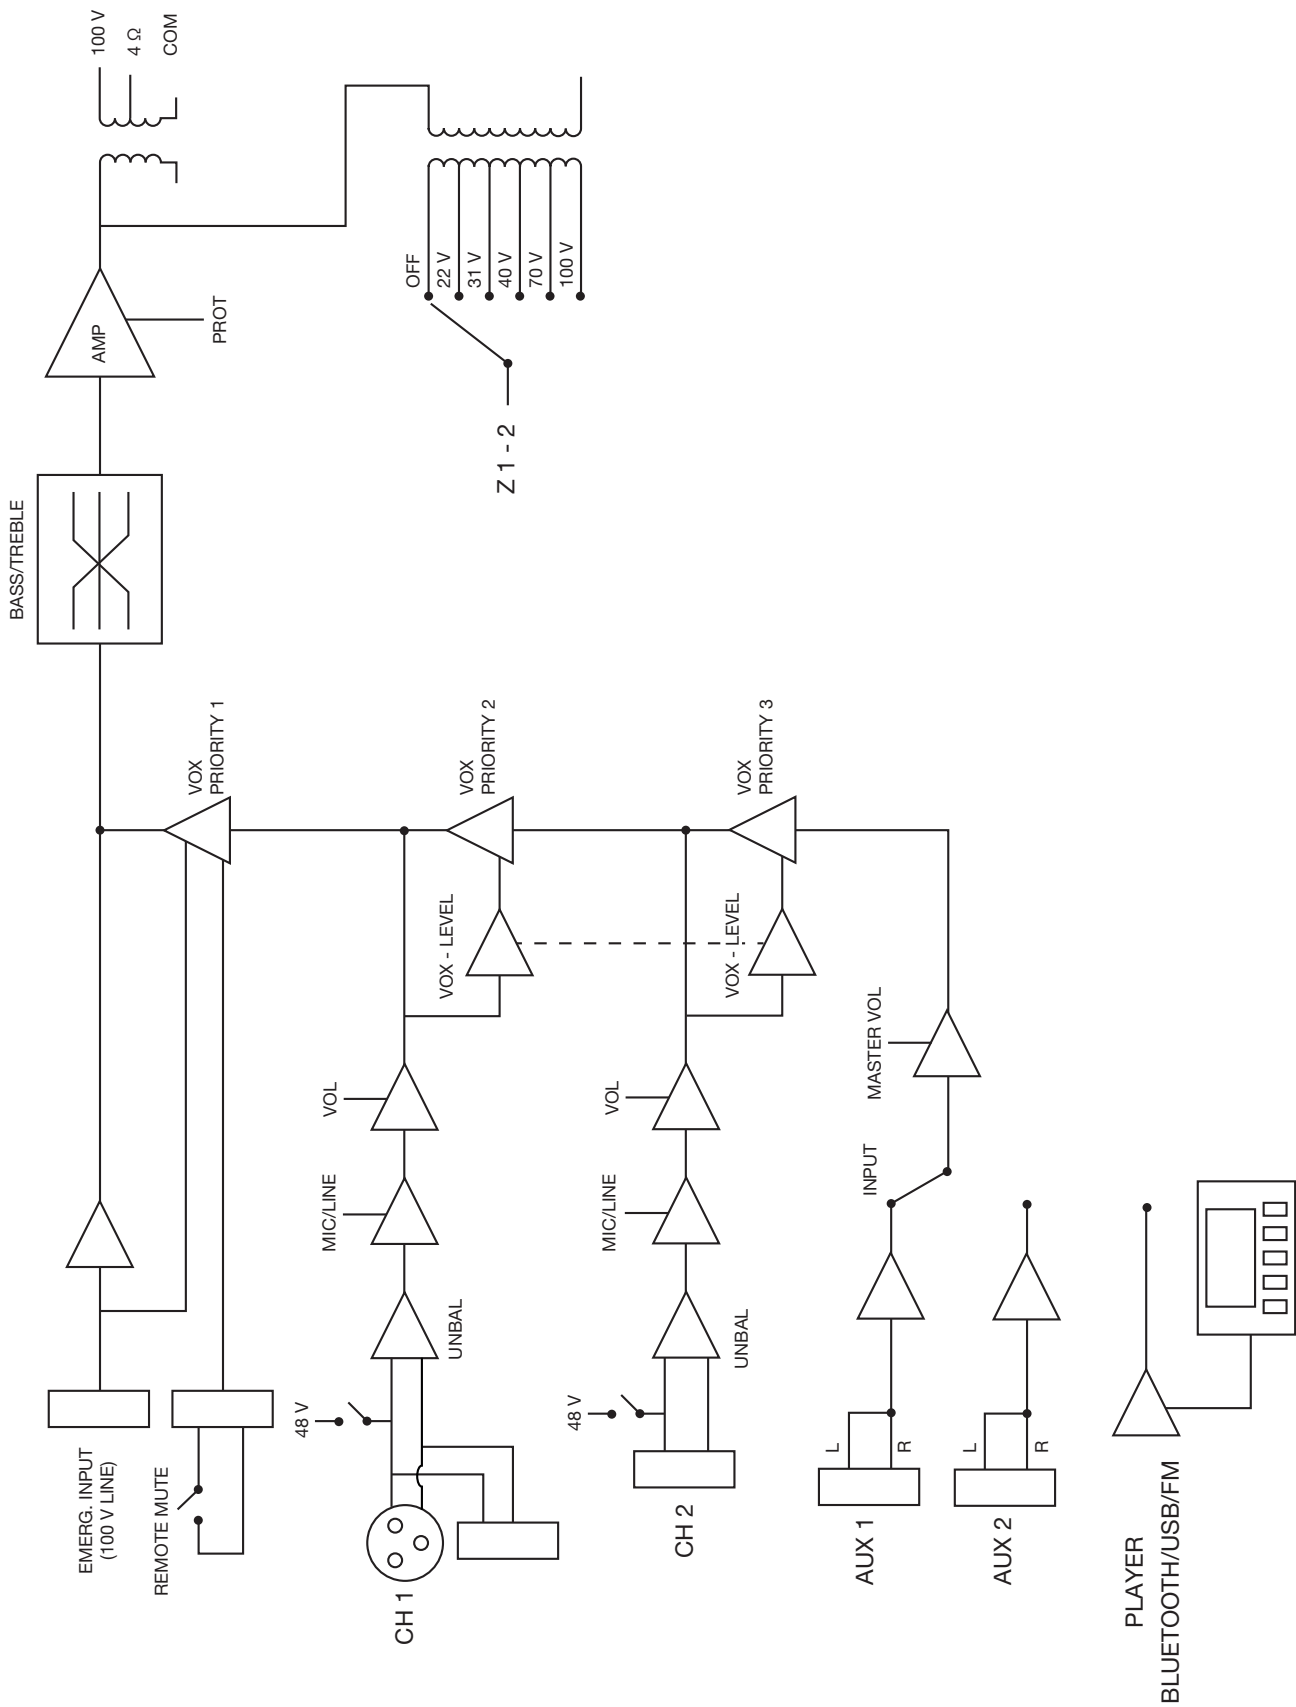 EMERG. INPUT
(100 V LINE)
REMOTE MUTE
BASS/TREBLE
AMP
PROT
100 V
4 Ω
COM
VOX
PRIORITY 1
OFF
22 V
31 V
40 V
70 V
100 V
Z 1 - 2
CH 1
48 V
UNBAL
MIC/LINE
VOL
VOX - LEVEL
VOX
PRIORITY 2
CH 2
48 V
UNBAL
MIC/LINE
VOL
VOX - LEVEL
VOX
PRIORITY 3
AUX 1
L
R
INPUT
MASTER VOL
AUX 2
L
R
PLAYER
BLUETOOTH/USB/FM